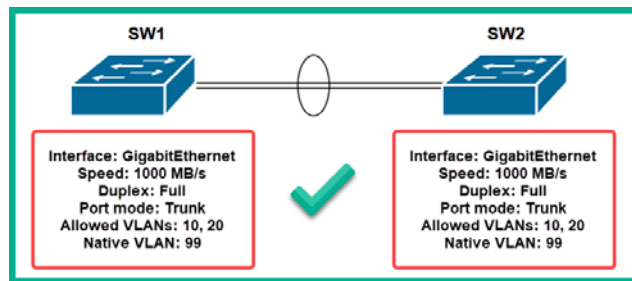 SW1
SW2
Interface: GigabitEthernet
Speed: 1000 MB/s
Duplex: Full
Port mode: Trunk
Allowed VLANs: 10, 20
Native VLAN: 99
Interface: GigabitEthernet
Speed: 1000 MB/s
Duplex: Full
Port mode: Trunk
Allowed VLANs: 10, 20
Native VLAN: 99